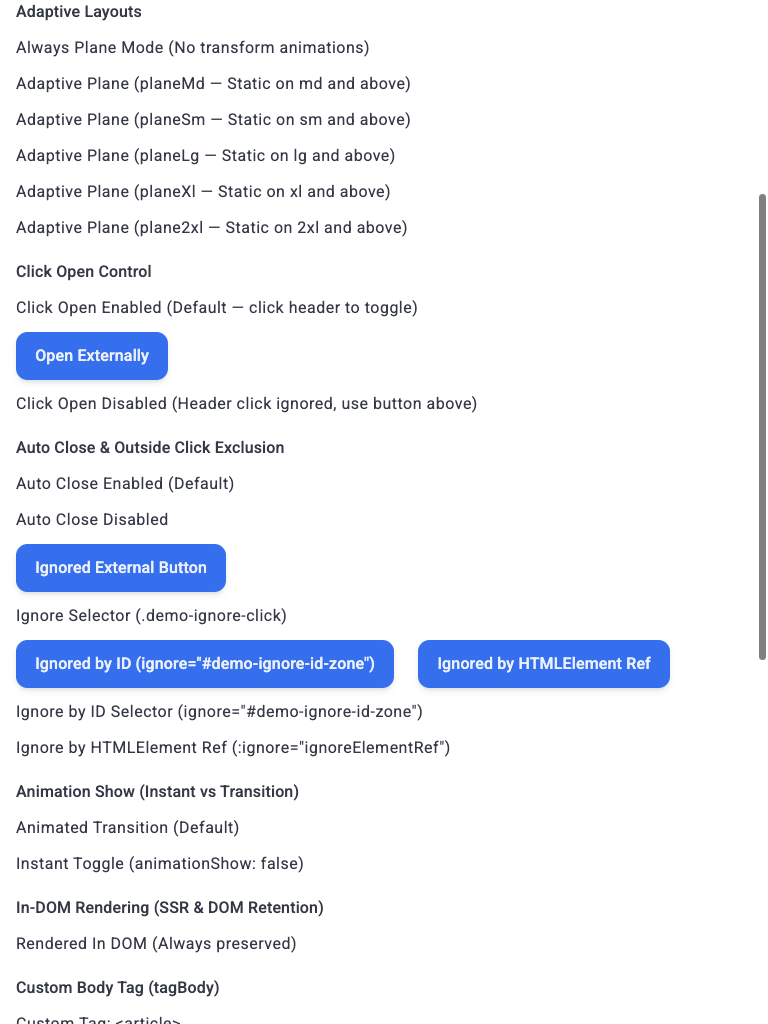 Adaptive Layouts
Always Plane Mode (No transform animations)
Adaptive Plane (planeMd — Static on md and above)
Adaptive Plane (planeSm — Static on sm and above)
Adaptive Plane (planeLg — Static on lg and above)
Adaptive Plane (planeXl — Static on xl and above)
Adaptive Plane (plane2xl — Static on 2xl and above)
Click Open Control
Click Open Enabled (Default — click header to toggle)
Open Externally
Click Open Disabled (Header click ignored, use button above)
Auto Close & Outside Click Exclusion
Auto Close Enabled (Default)
Auto Close Disabled
Ignored External Button
Ignore Selector (.demo-ignore-click)
Ignored by ID (ignore="#demo-ignore-id-zone") Ignored by HTMLElement Ref
Ignore by ID Selector (ignore="#demo-ignore-id-zone")
Ignore by HTMLElement Ref (:ignore="ignoreElementRef")
Animation Show (Instant vs Transition)
Animated Transition (Default)
Instant Toggle (animationShow: false)
In-DOM Rendering (SSR & DOM Retention)
Rendered In DOM (Always preserved)
Custom Body Tag (tagBody)
Custom Tag: <article>